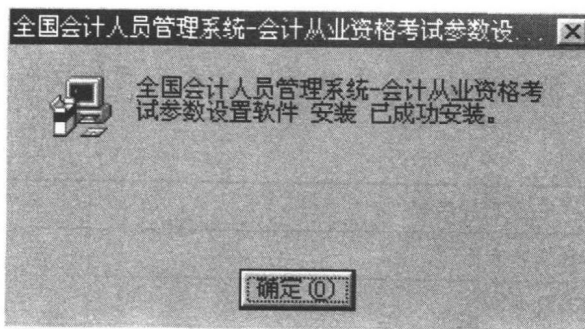 全国会计人员管理系统-会计从业资格考试参数设...
全国会计人员管理系统-会计从业资格考
试参数设置软件 安装 已成功安装。
确定(O)